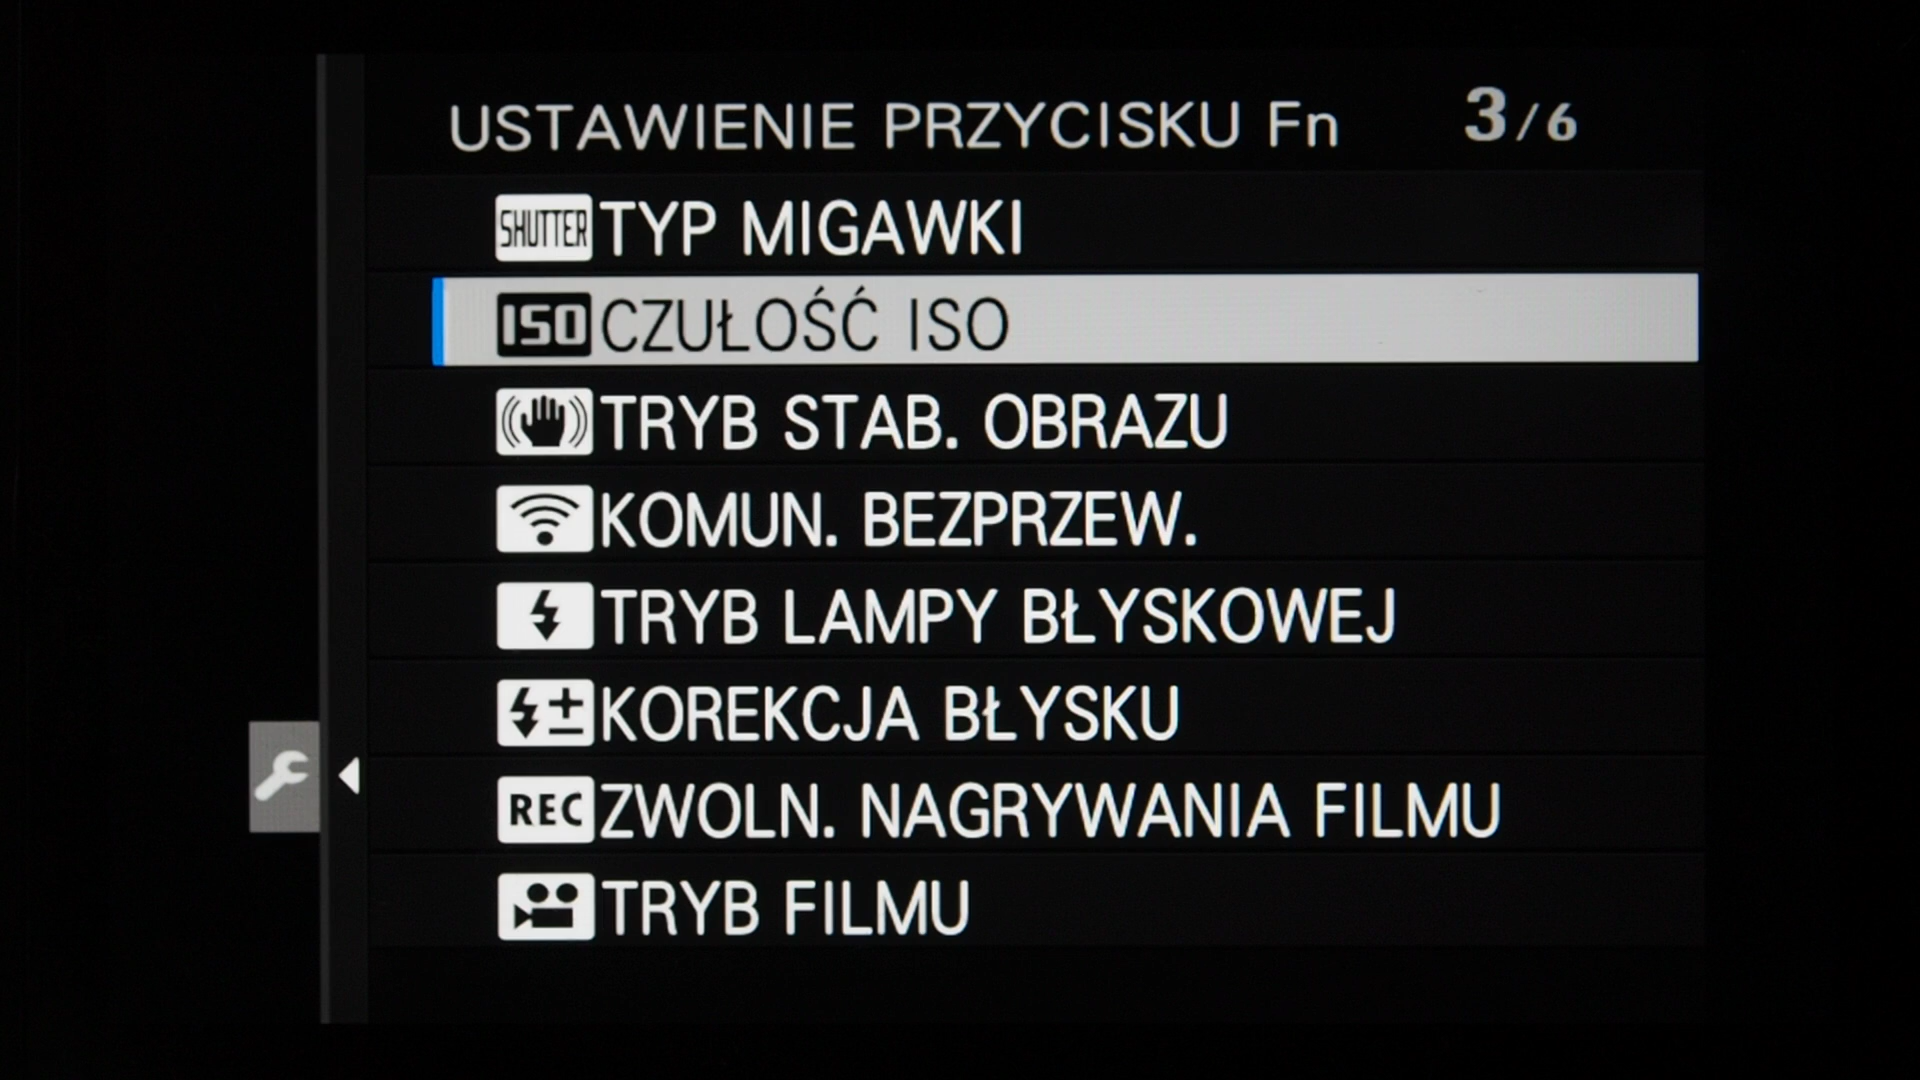 USTAWIENIE PRZYCISKU Fn 3/6
SHUTTER TYP MIGAWKI
ISO CZUŁOŚĆ ISO
TRYB STAB. OBRAZU
KOMUN. BEZPRZEW.
TRYB LAMPY BŁYSKOWEJ
KOREKCJA BŁYSKU
REC ZWOLN. NAGRYWANIA FILMU
TRYB FILMU